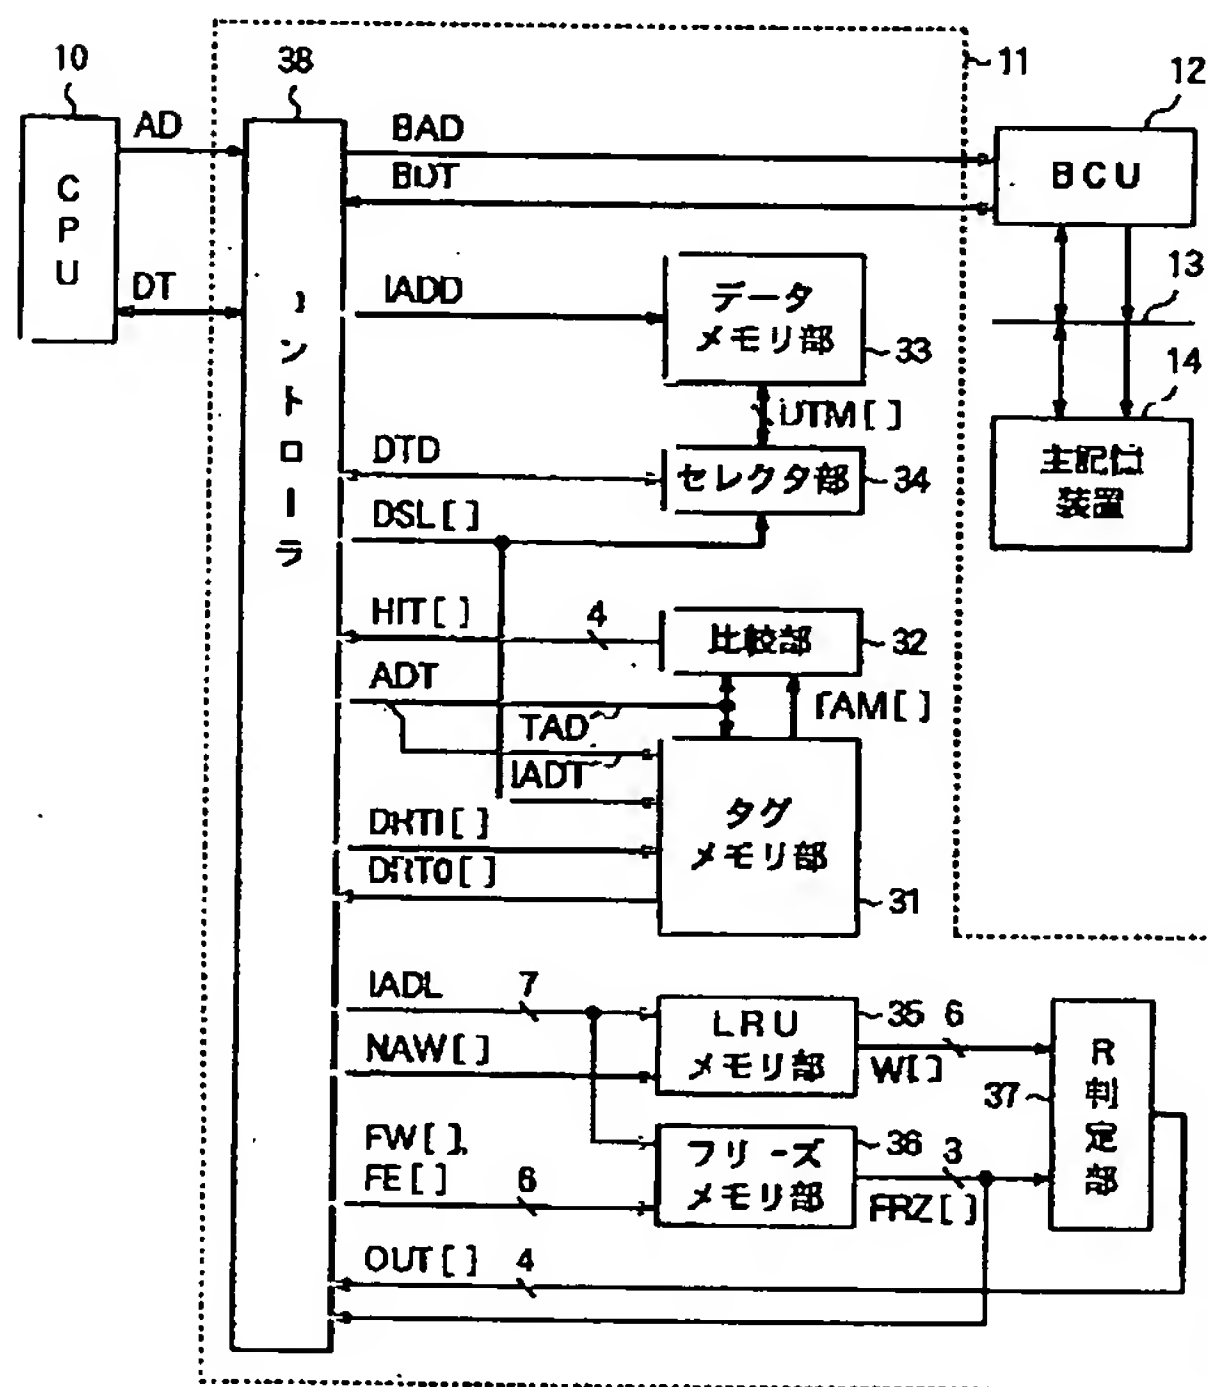 10
38
11
12
AD
BAD
BDT
CPU
BCU
DT
IADD
データ
メモリ部
33
13
14
DTM[ ]
DTD
セレクタ部
34
主記憶
装置
DSL[ ]
コントローラ
HIT[ ]
4
比較部
32
ADT
TAD
TAM[ ]
IADT
タグ
メモリ部
31
DRTI[ ]
DRTO[ ]
IADL
7
LRU
メモリ部
35
6
W[ ]
NAW[ ]
37
R判定部
FW[ ],
FE[ ]
6
フリーズ
メモリ部
36
3
FRZ[ ]
OUT[ ]
4